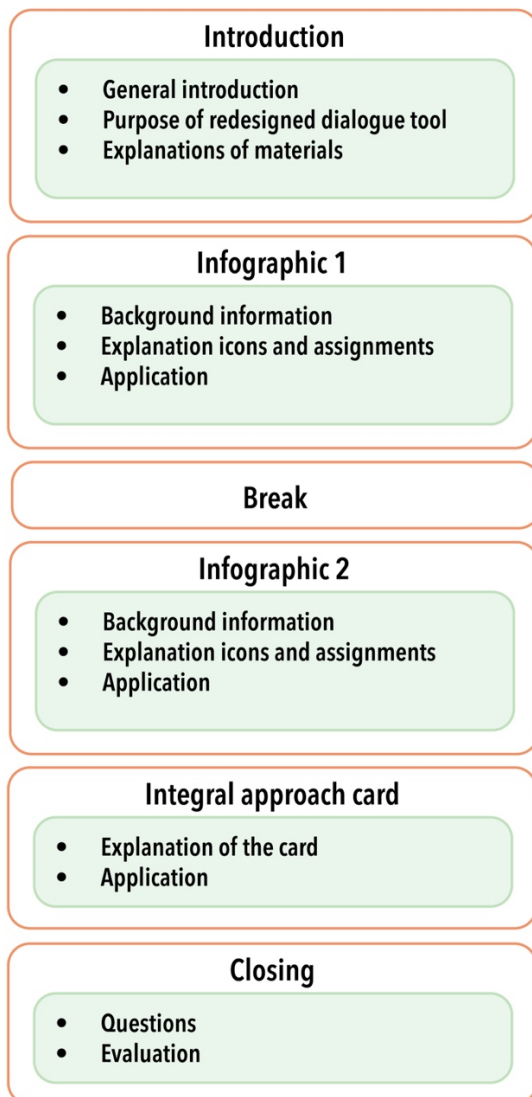 Introduction
• General introduction
• Purpose of redesigned dialogue tool
• Explanations of materials
Infographic 1
• Background information
• Explanation icons and assignments
• Application
Break
Infographic 2
• Background information
• Explanation icons and assignments
• Application
Integral approach card
• Explanation of the card
• Application
Closing
• Questions
• Evaluation